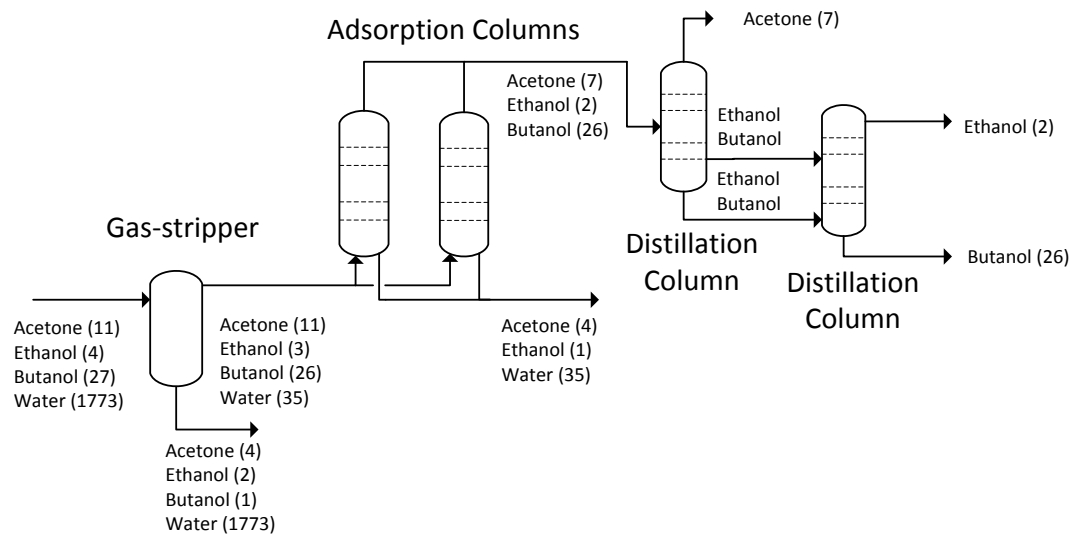 Adsorption Columns
Acetone (7)
Acetone (7)
Ethanol (2)
Butanol (26)
Ethanol
Butanol
Ethanol (2)
Ethanol
Butanol
Gas-stripper
Distillation
Column
Butanol (26)
Distillation
Column
Acetone (11)
Ethanol (4)
Butanol (27)
Water (1773)
Acetone (11)
Ethanol (3)
Butanol (26)
Water (35)
Acetone (4)
Ethanol (1)
Water (35)
Acetone (4)
Ethanol (2)
Butanol (1)
Water (1773)